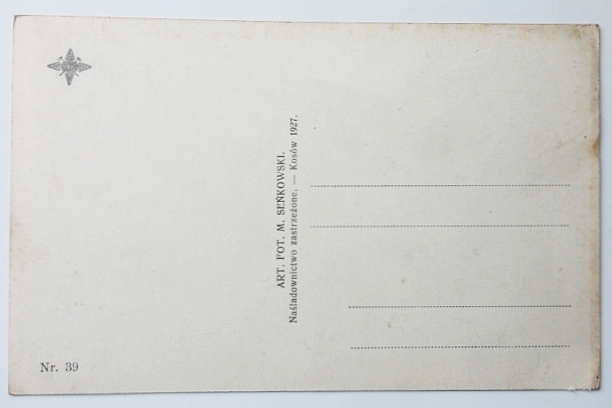 ART. FOT. M. SEŃKOWSKI.
Naśladownictwo zastrzeżone. — Kosów 1927.
Nr. 39